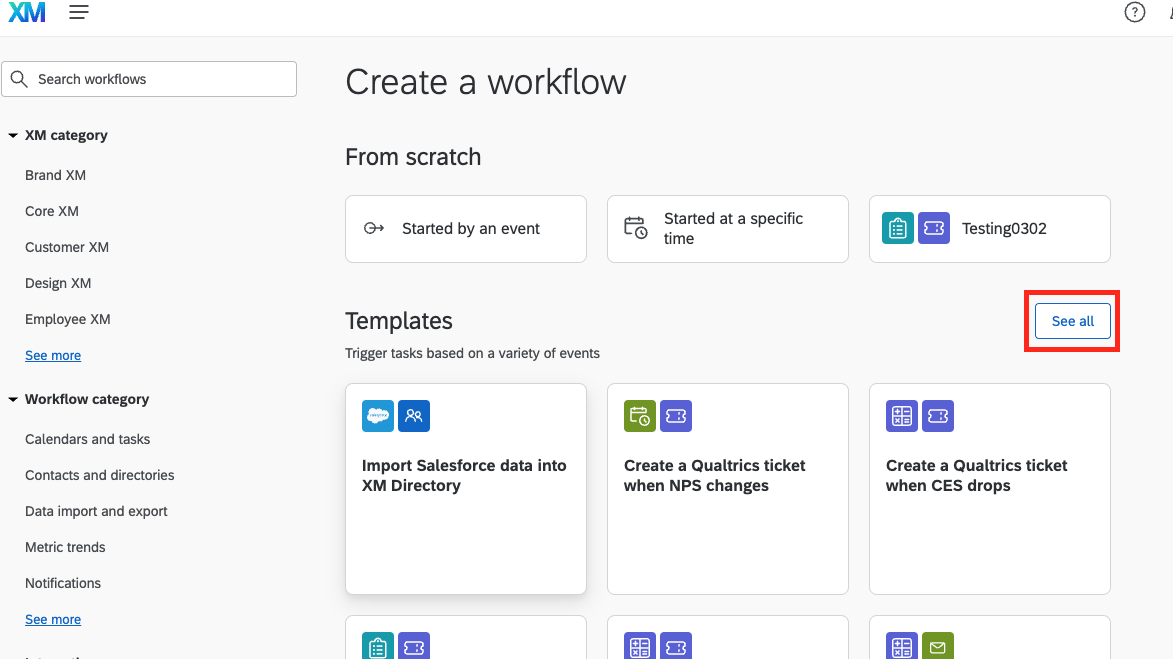 XM
Search workflows
XM category
Brand XM
Core XM
Customer XM
Design XM
Employee XM
See more
Workflow category
Calendars and tasks
Contacts and directories
Data import and export
Metric trends
Notifications
See more
Create a workflow
From scratch
Started by an event
Started at a specific
time
Testing0302
Templates
See all
Trigger tasks based on a variety of events
Import Salesforce data into
XM Directory
Create a Qualtrics ticket
when NPS changes
Create a Qualtrics ticket
when CES drops